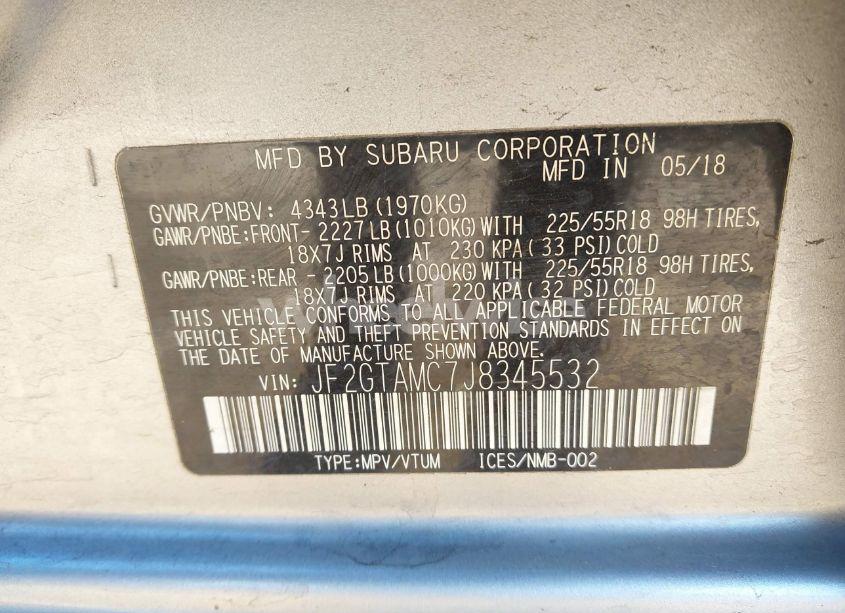 MFD BY SUBARU CORPORATION
MFD IN 05/18
GVWR/PNBV: 4343LB (1970KG)
GAWR/PNBE:FRONT- 2227LB (1010KG)WITH 225/55R18 98H TIRES,
18X7J RIMS AT 230 KPA(33 PSI)COLD
GAWR/PNBE:REAR - 2205LB(1000KG)WITH 225/55R18 98H TIRES,
18X7J RIMS, AT 220 KPA(32 PSI)COLD
THIS VEHICLE CONFORMS TO ALL APPLICABLE FEDERAL MOTOR
VEHICLE SAFETY AND THEFT PREVENTION STANDARDS IN EFFECT ON
THE DATE OF MANUFACTURE SHOWN ABOVE.
VIN: JF2GTAMC7J8345532
TYPE:MPV/VTUM ICES/NMB-002